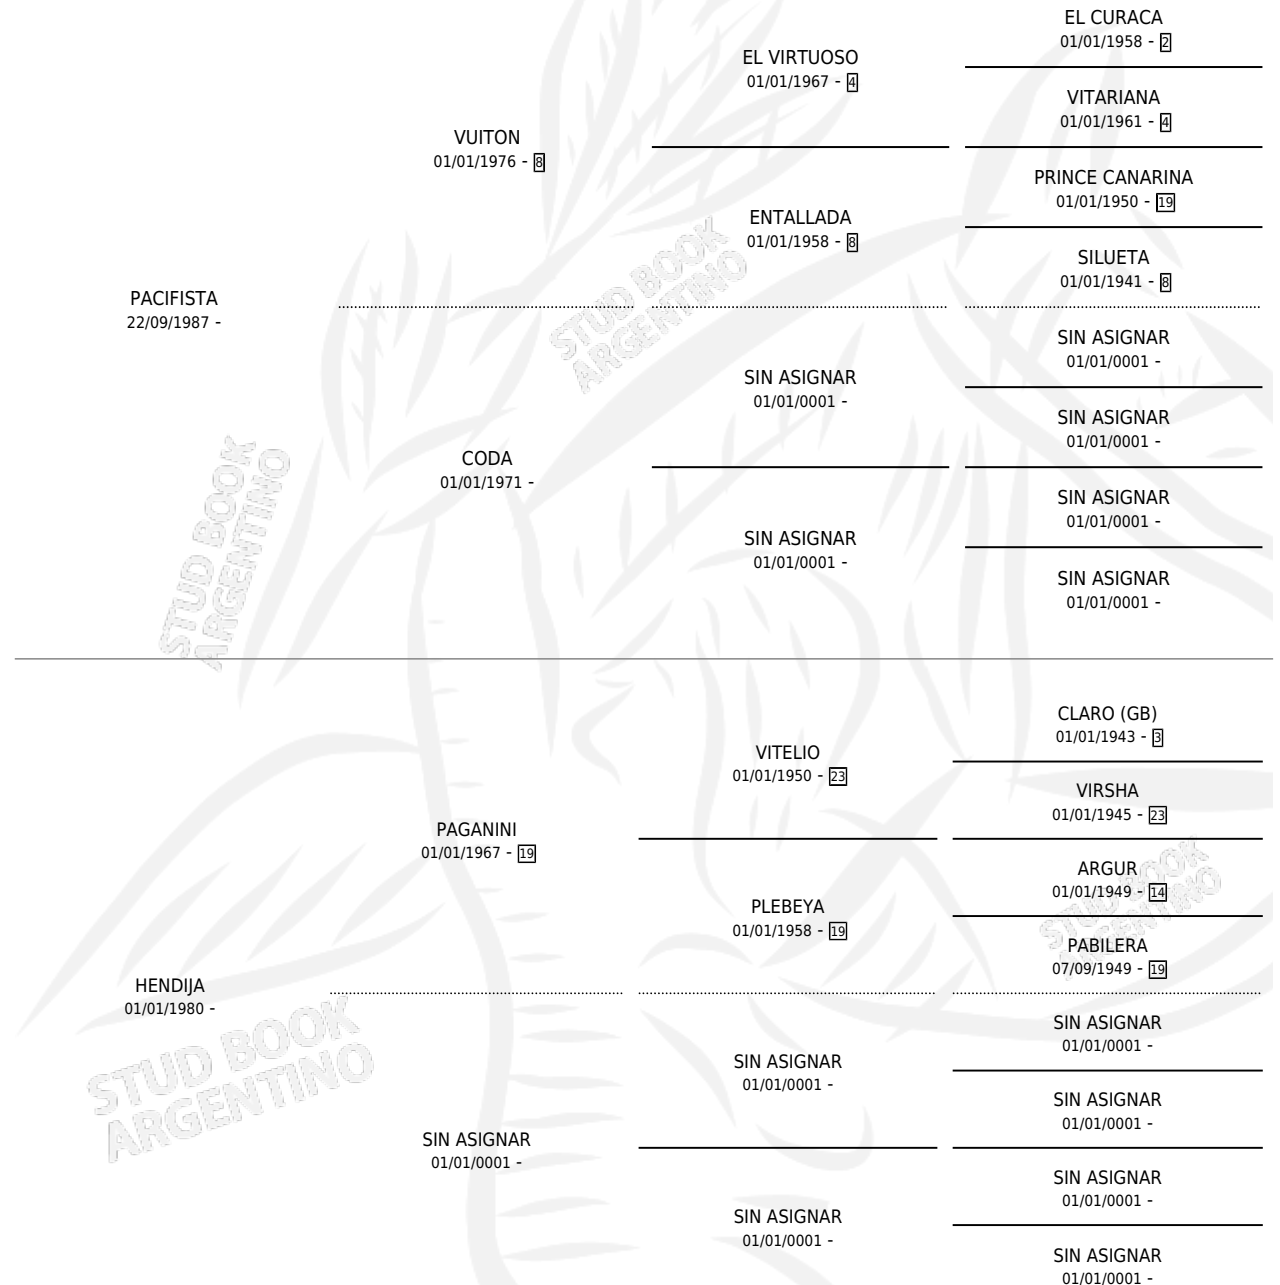 EL CURACA
01/01/1958 - 2
EL VIRTUOSO
01/01/1967 - 4
VITARIANA
01/01/1961 - 4
VUITON
01/01/1976 - 8
PRINCE CANARINA
01/01/1950 - 19
ENTALLADA
01/01/1958 - 8
SILUETA
01/01/1941 - 8
PACIFISTA
22/09/1987 -
STUD BOOK
ARGENTINO
SIN ASIGNAR
01/01/0001 -
SIN ASIGNAR
01/01/0001 -
SIN ASIGNAR
01/01/0001 -
CODA
01/01/1971 -
SIN ASIGNAR
01/01/0001 -
SIN ASIGNAR
01/01/0001 -
SIN ASIGNAR
01/01/0001 -
STUD BOOK
ARGENTINO
CLARO (GB)
01/01/1943 - 3
VITELIO
01/01/1950 - 23
VIRSHA
01/01/1945 - 23
PAGANINI
01/01/1967 - 19
ARGUR
01/01/1949 - 14
PLEBEYA
01/01/1958 - 19
STUD BOOK
ARGENTINO
PABILERA
07/09/1949 - 19
HENDIJA
01/01/1980 -
SIN ASIGNAR
01/01/0001 -
SIN ASIGNAR
01/01/0001 -
STUD BOOK
ARGENTINO
SIN ASIGNAR
01/01/0001 -
SIN ASIGNAR
01/01/0001 -
SIN ASIGNAR
01/01/0001 -
SIN ASIGNAR
01/01/0001 -
SIN ASIGNAR
01/01/0001 -